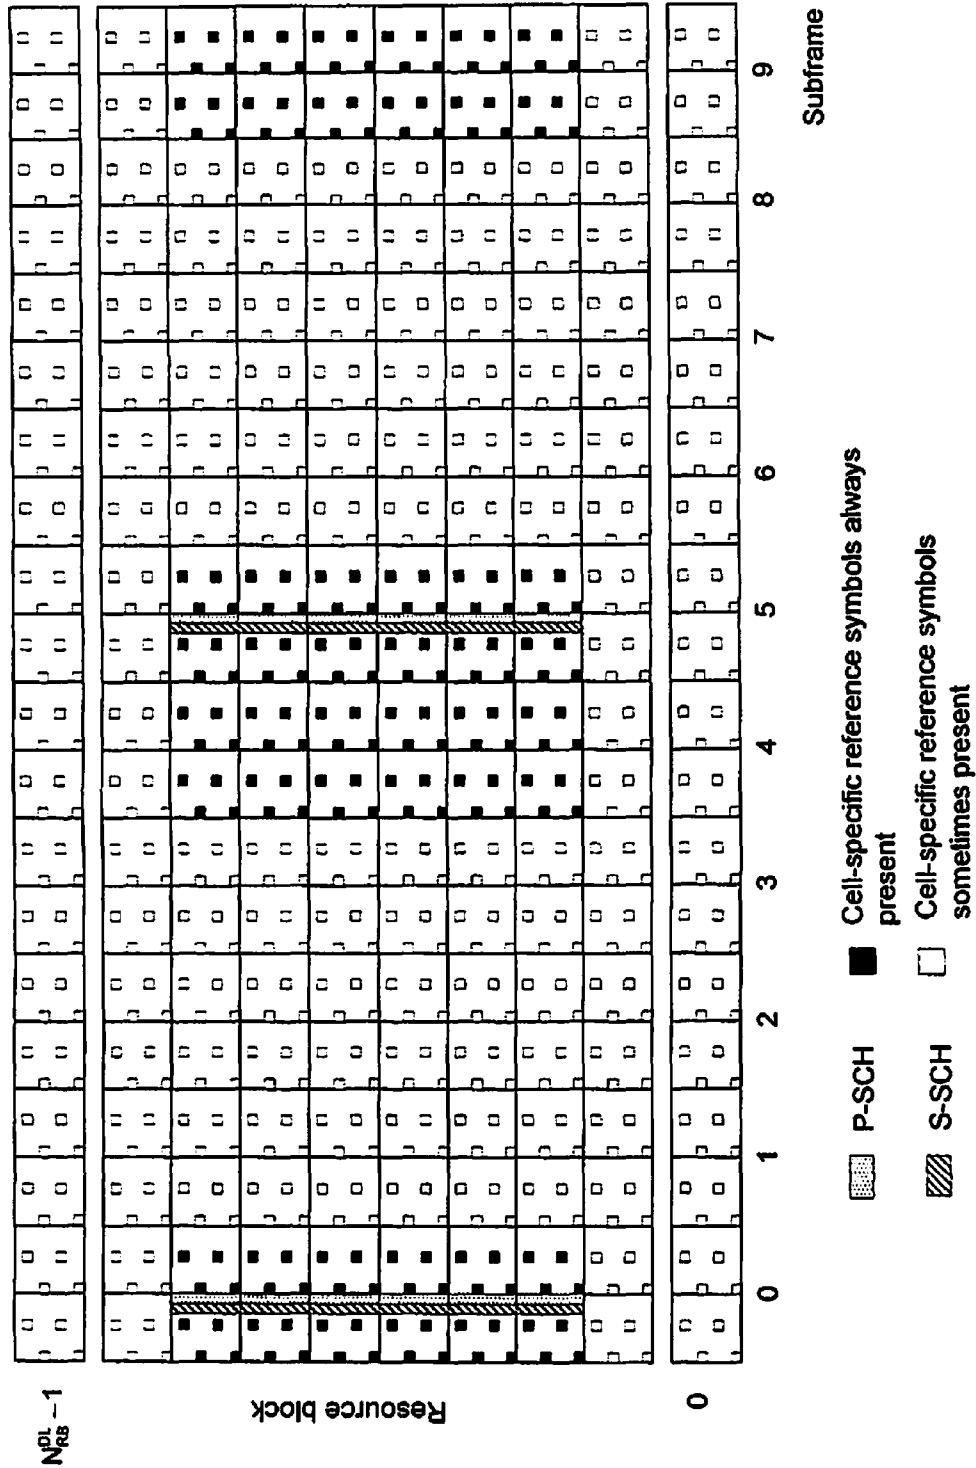 N_RB^DL – 1
Resource block
0
0 1 2 3 4 5 6 7 8 9
Subframe
P-SCH
S-SCH
Cell-specific reference symbols always
present
Cell-specific reference symbols
sometimes present